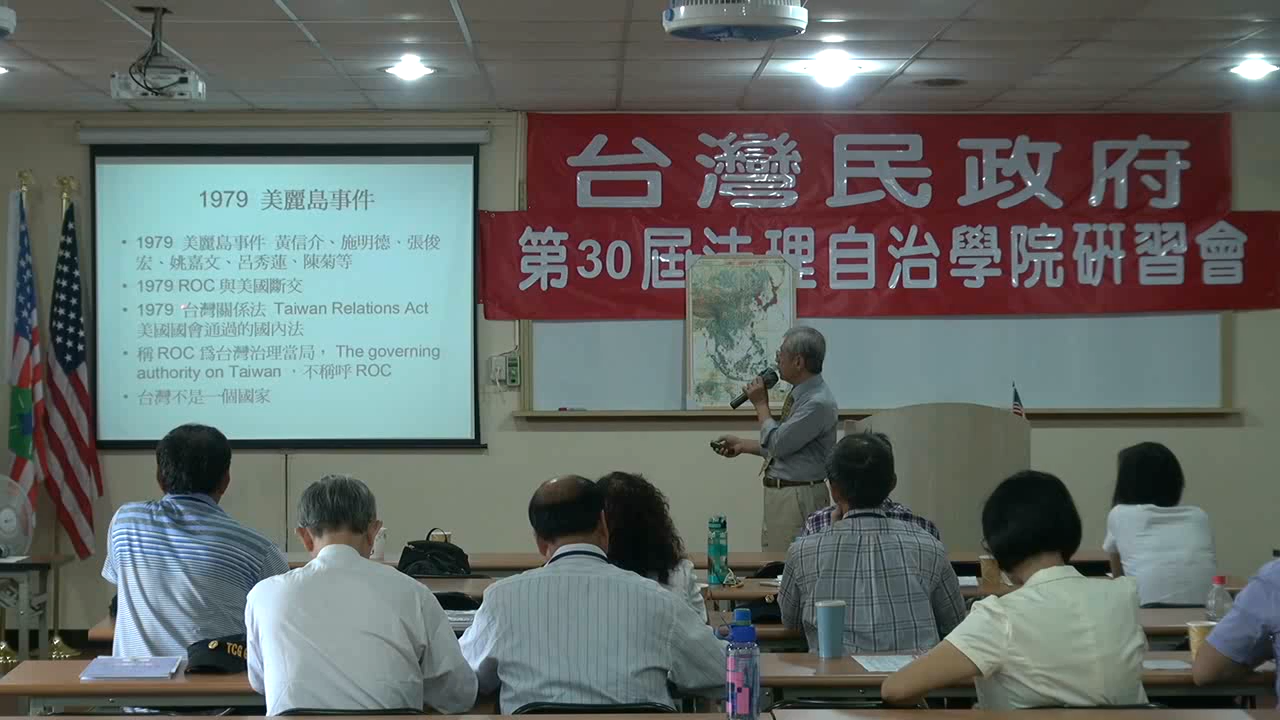 台灣民政府
第30屆法理自治學院研習會
1979 美麗島事件
• 1979 美麗島事件 黃信介、施明德、張俊
宏、姚嘉文、呂秀蓮、陳菊等
• 1979 ROC 與美國斷交
• 1979 台灣關係法 Taiwan Relations Act
美國國會通過的國內法
• 稱 ROC 爲台灣治理當局， The governing
authority on Taiwan ，不稱呼 ROC
• 台灣不是一個國家
TCG